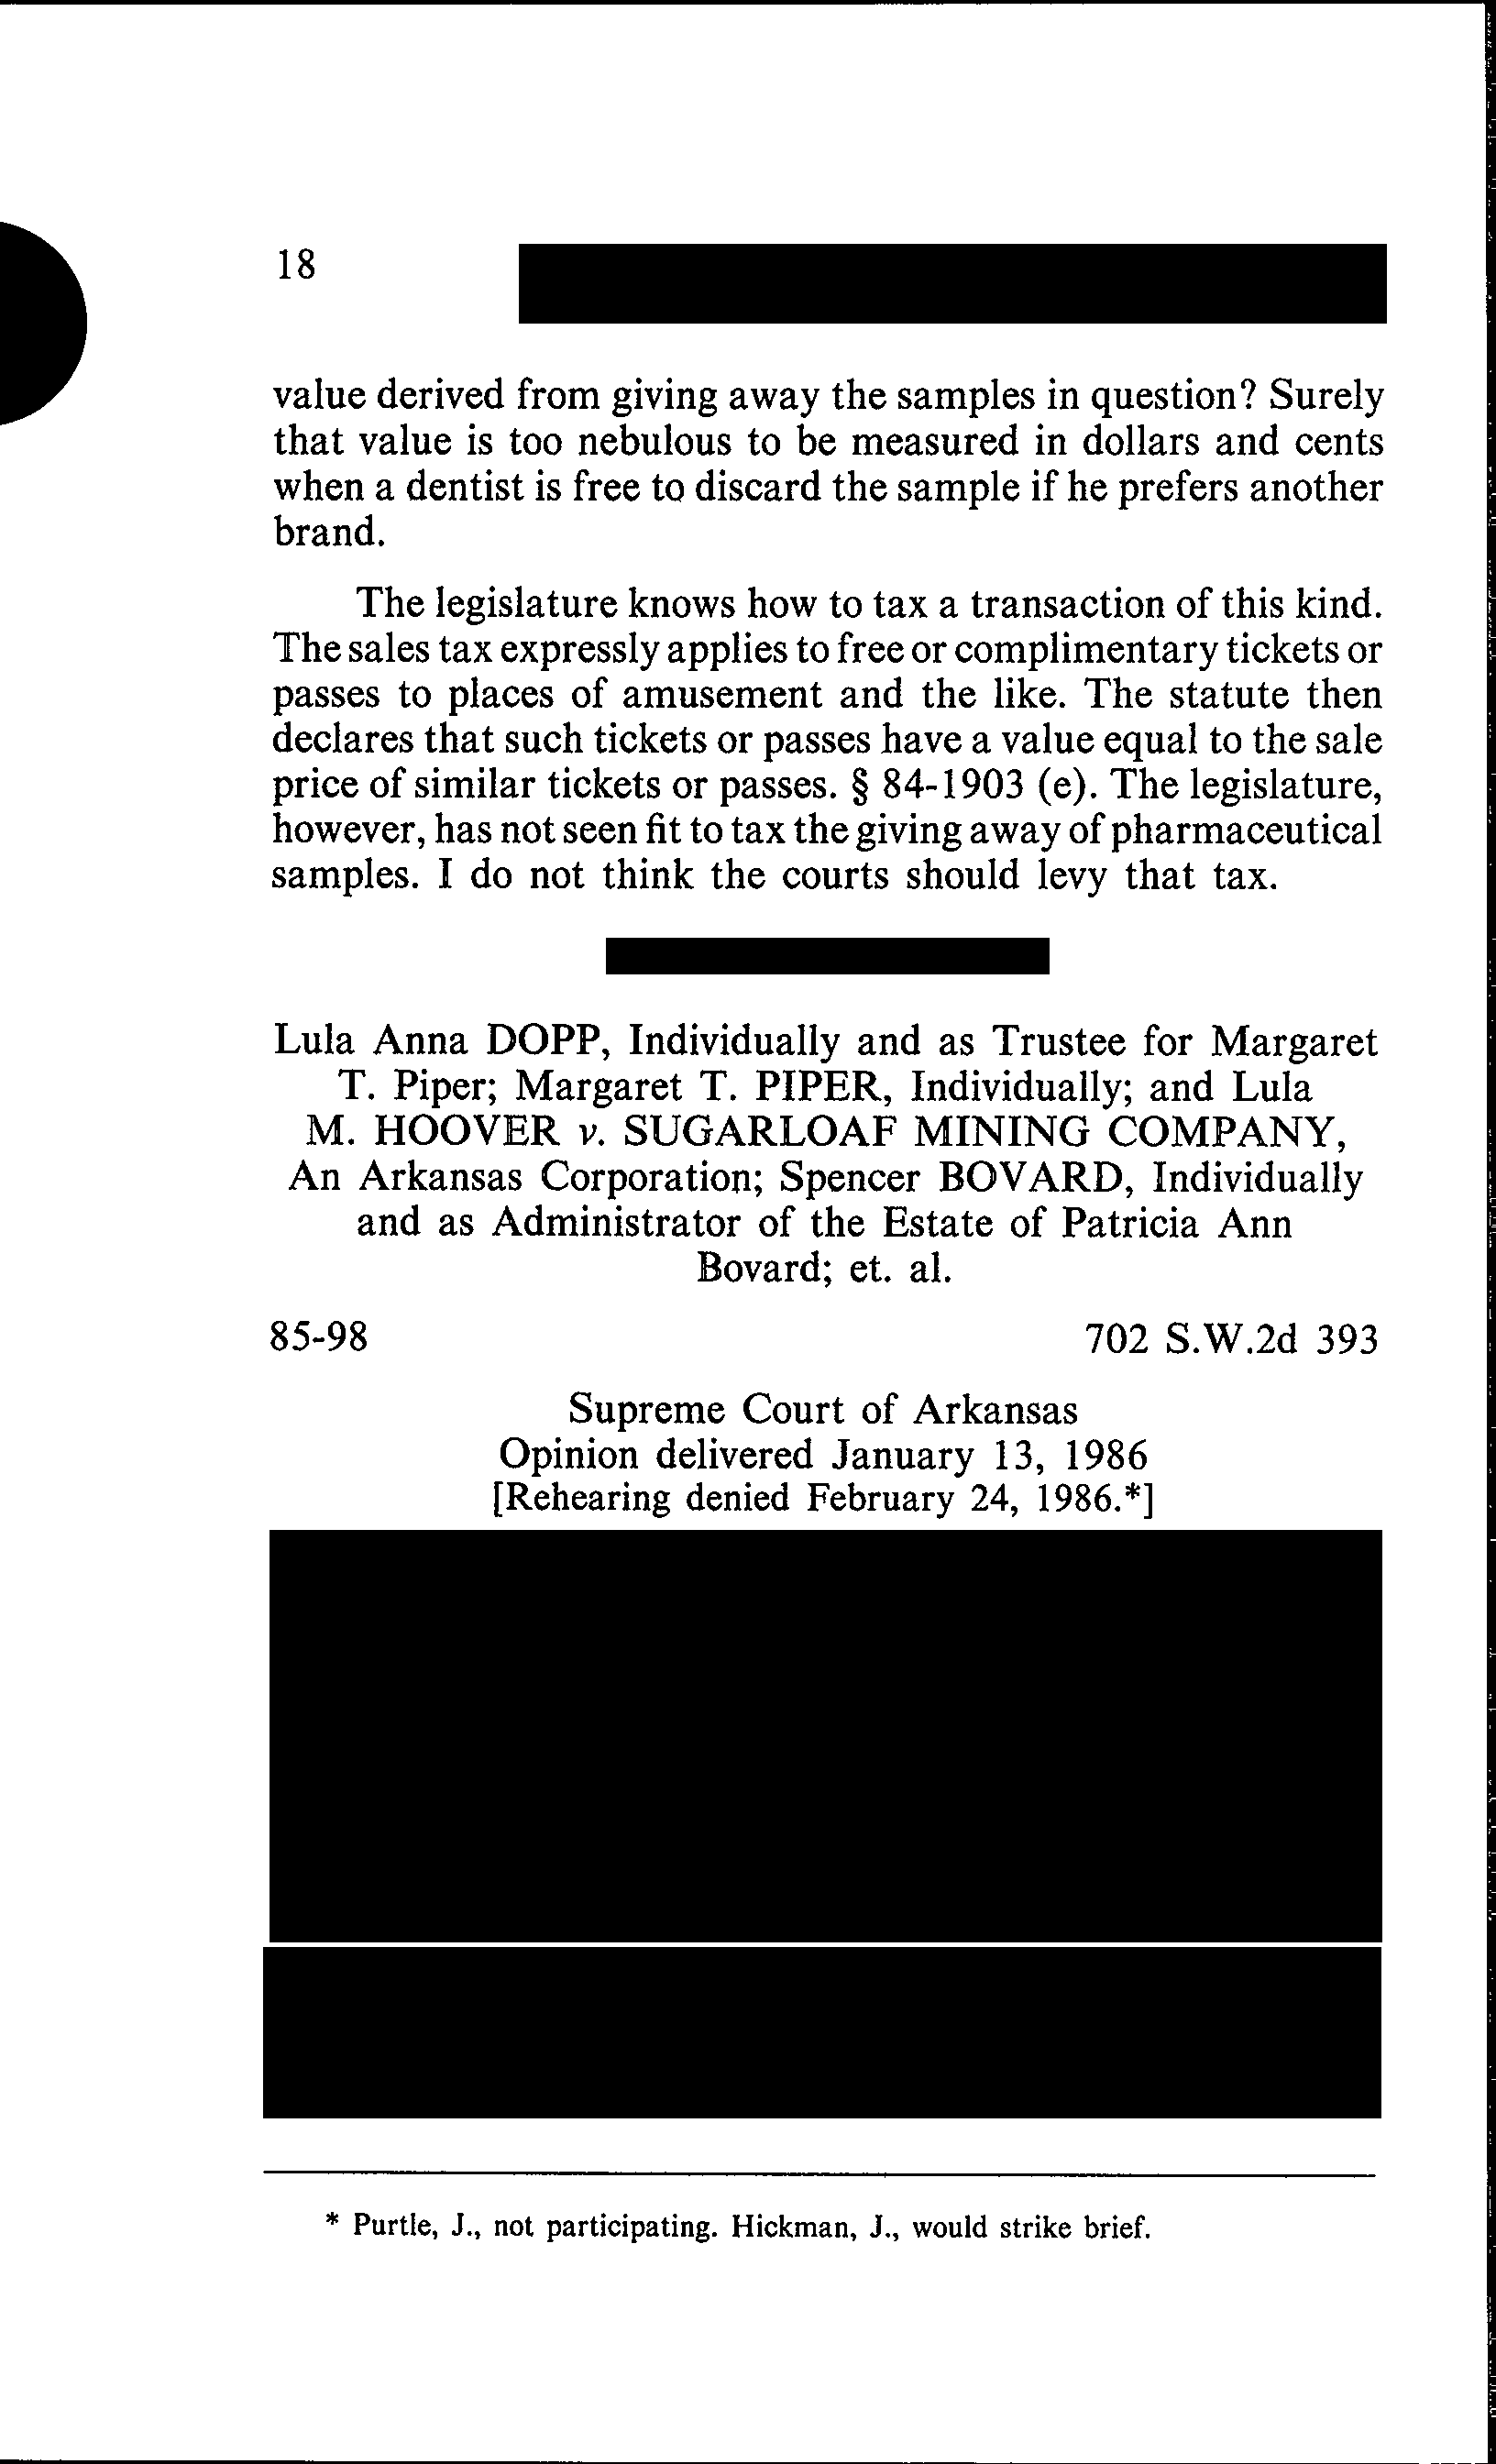 18
value derived from giving away the samples in question? Surely
that value is too nebulous to be measured in dollars and cents
when a dentist is free to discard the sample if he prefers another
brand.
The legislature knows how to tax a transaction of this kind.
The sales tax expressly applies to free or complimentary tickets or
passes to places of amusement and the like. The statute then
declares that such tickets or passes have a value equal to the sale
price of similar tickets or passes. § 84-1903 (e). The legislature,
however, has not seen fit to tax the giving away of pharmaceutical
samples. I do not think the courts should levy that tax.
Lula Anna DOPP, Individually and as Trustee for Margaret
T. Piper; Margaret T. PIPER, Individually; and Lula
M. HOOVER v. SUGARLOAF MINING COMPANY,
An Arkansas Corporation; Spencer BOVARD, Individually
and as Administrator of the Estate of Patricia Ann
Bovard; et. al.
85-98 702 S.W.2d 393
Supreme Court of Arkansas
Opinion delivered January 13, 1986
[Rehearing denied February 24, 1986.*]
* Purtle, J., not participating. Hickman, J., would strike brief.